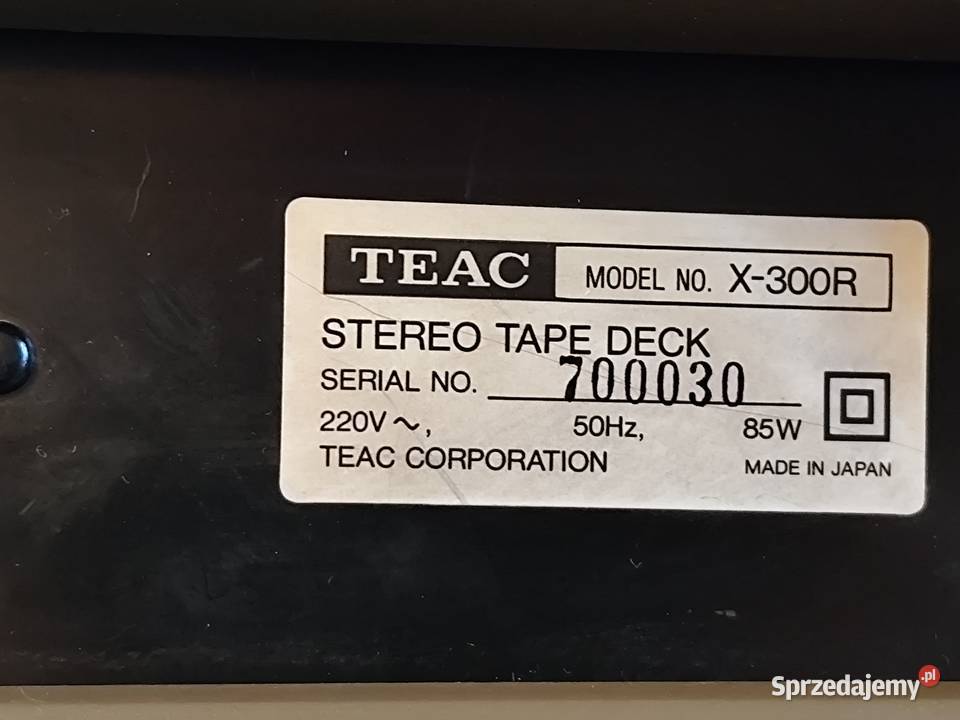 TEAC MODEL NO. X-300R
STEREO TAPE DECK
SERIAL NO. 700030
220V ~, 50Hz, 85W
TEAC CORPORATION MADE IN JAPAN
Sprzedajemy.pl